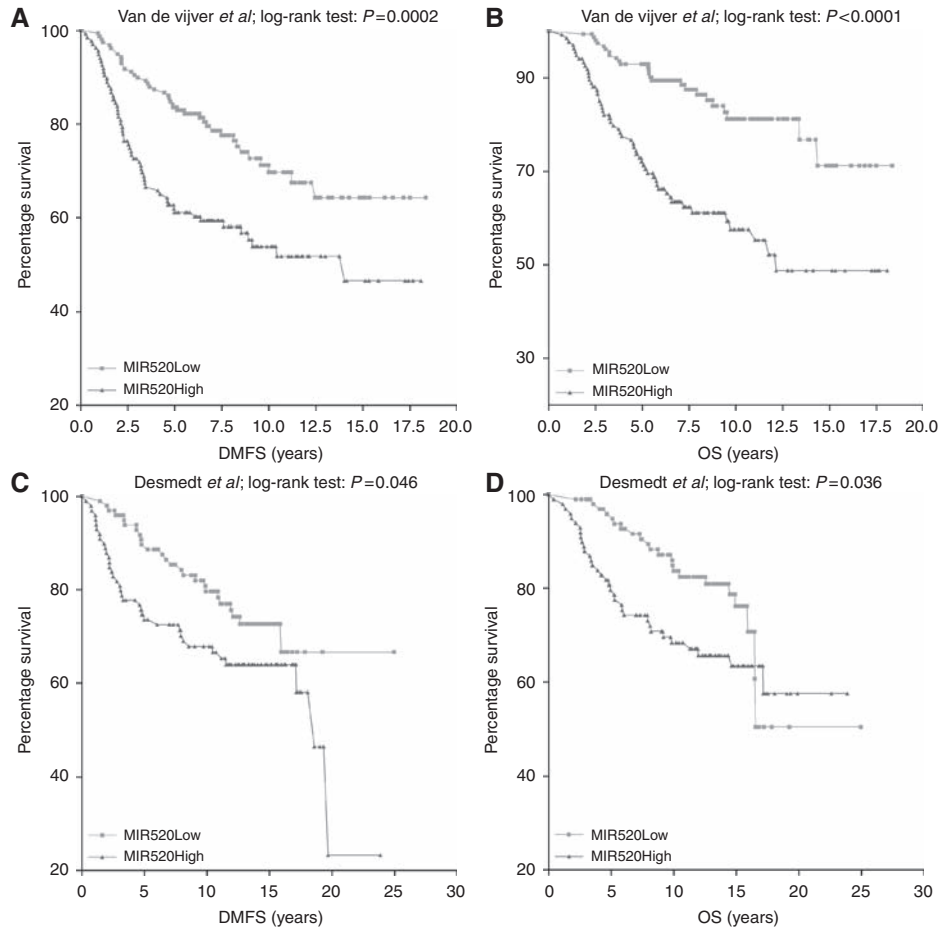 A
Van de vijver et al; log-rank test: P=0.0002
100
80
60
40
20
Percentage survival
MIR520Low
MIR520High
0.0 2.5 5.0 7.5 10.0 12.5 15.0 17.5 20.0
DMFS (years)
B
Van de vijver et al; log-rank test: P<0.0001
90
70
50
30
Percentage survival
MIR520Low
MIR520High
0.0 2.5 5.0 7.5 10.0 12.5 15.0 17.5 20.0
OS (years)
C
Desmedt et al; log-rank test: P=0.046
100
80
60
40
20
Percentage survival
MIR520Low
MIR520High
0 5 10 15 20 25 30
DMFS (years)
D
Desmedt et al; log-rank test: P=0.036
100
80
60
40
20
Percentage survival
MIR520Low
MIR520High
0 5 10 15 20 25 30
OS (years)